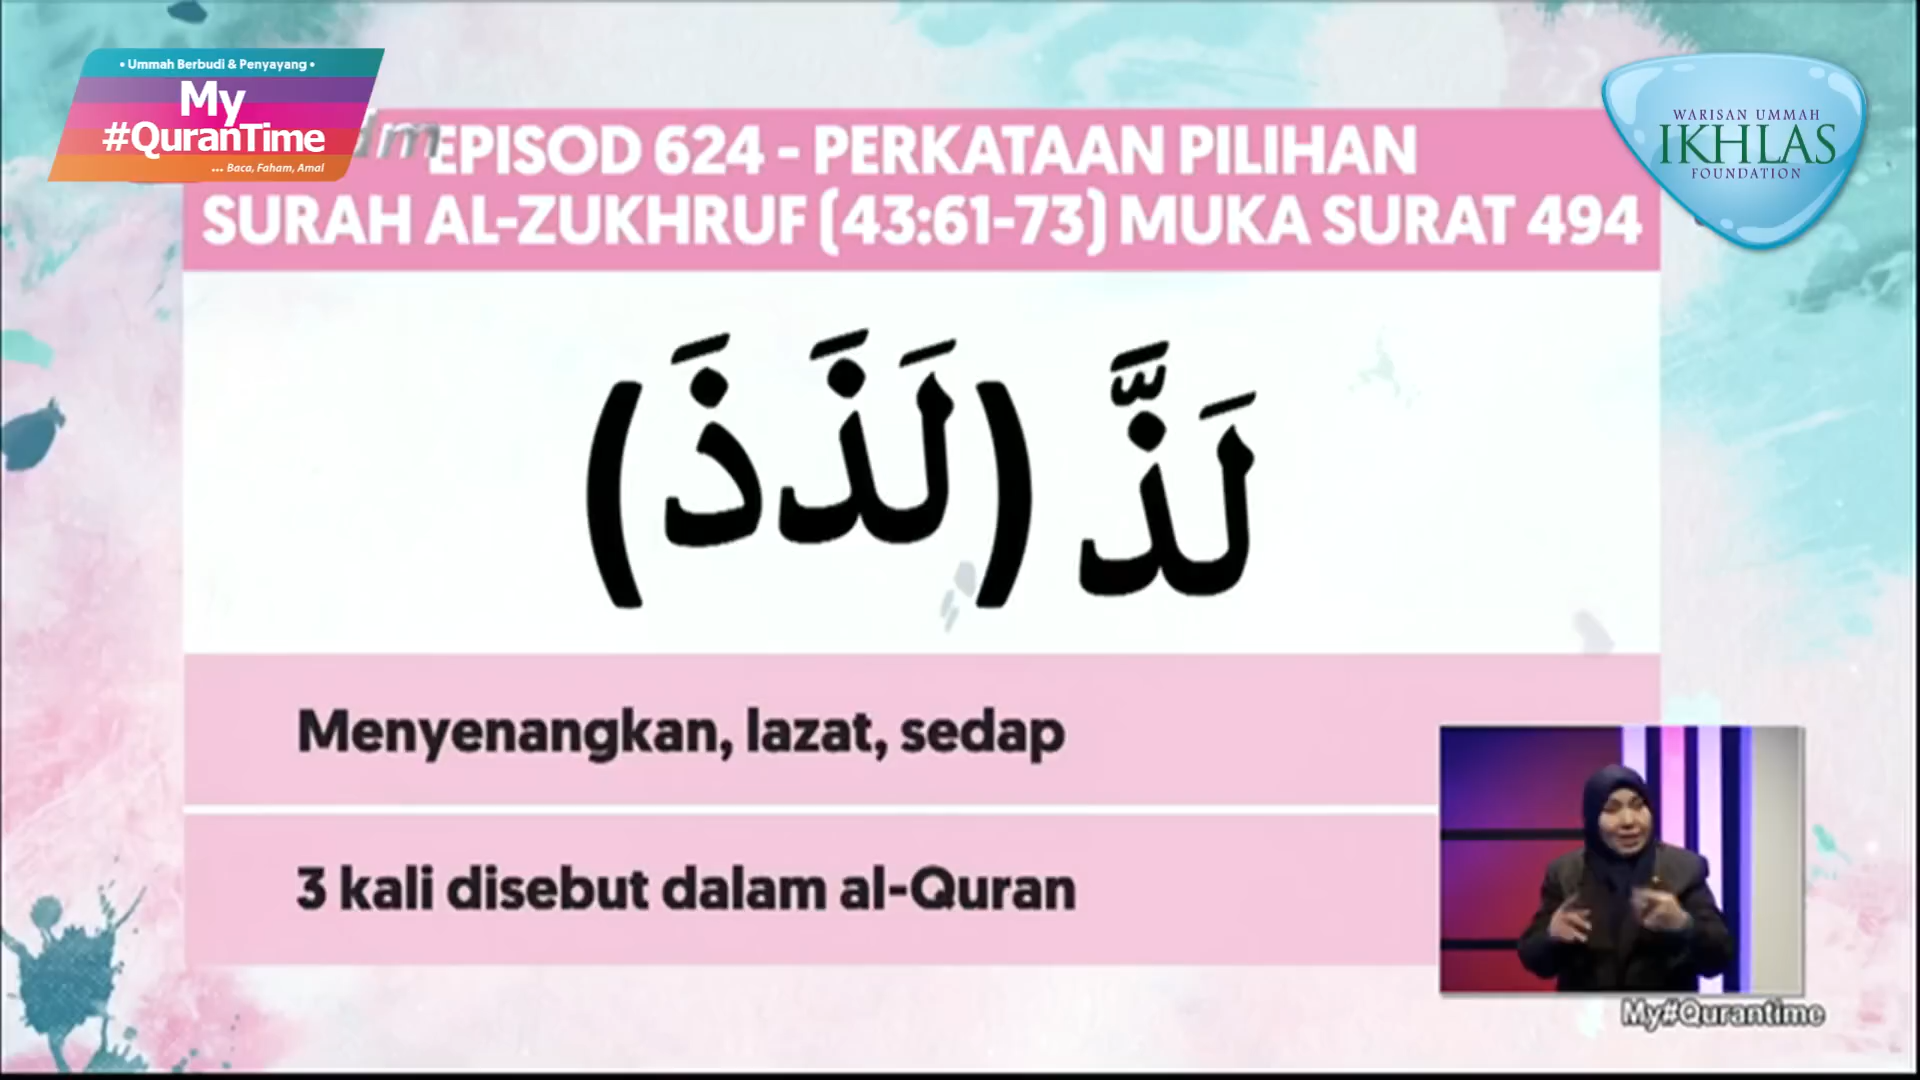 • Ummah Berbudi & Penyayang •
My
#QuranTime
... Baca, Faham, Amal
WARISAN UMMAH
IKHLAS
FOUNDATION
EPISOD 624 - PERKATAAN PILIHAN
SURAH AL-ZUKHRUF (43:61-73) MUKA SURAT 494
لَذَّ (لَذَذَ)
Menyenangkan, lazat, sedap
3 kali disebut dalam al-Quran
My#Qurantime